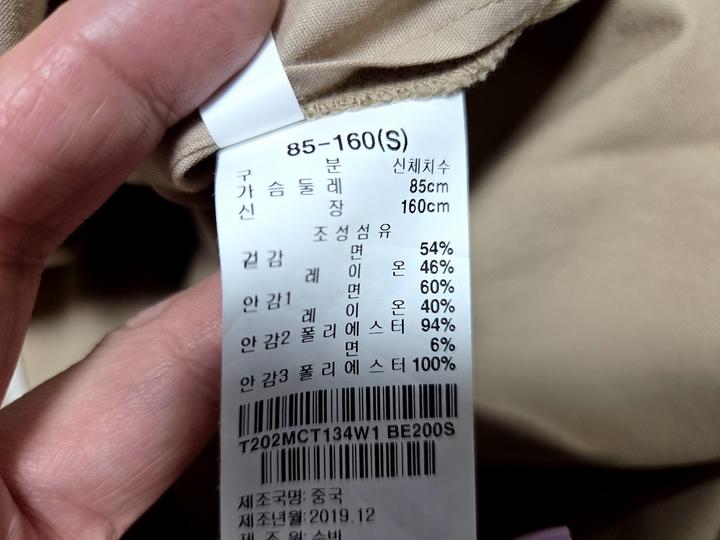 85-160(S)
구 분 신체치수
가 슴 둘 레 85cm
신 장 160cm
조성섬유
겉감 면 54%
레 이 온 46%
안감1 면 60%
레 이 온 40%
안감2 폴리에스터 94%
면 6%
안감3 폴리에스터 100%
T202MCT134W1 BE200S
제조국명: 중국
제조년월: 2019.12
제 조 원: